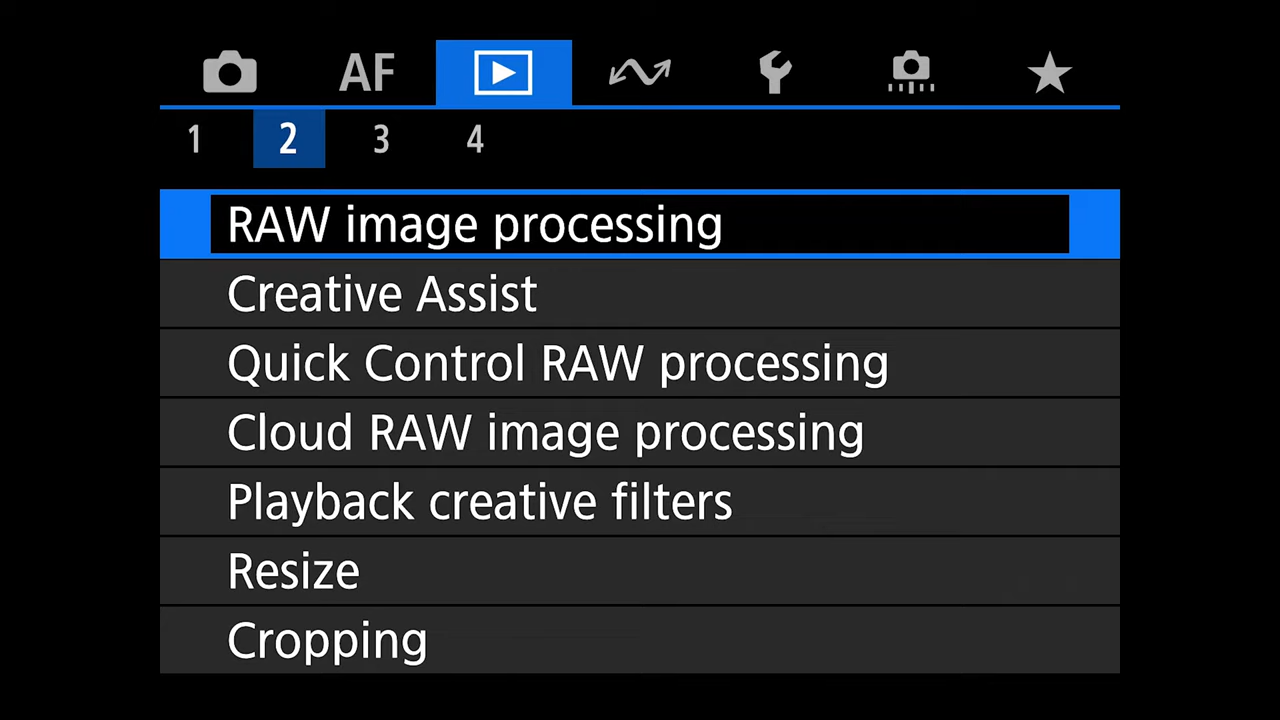 AF
1 2 3 4
RAW image processing
Creative Assist
Quick Control RAW processing
Cloud RAW image processing
Playback creative filters
Resize
Cropping